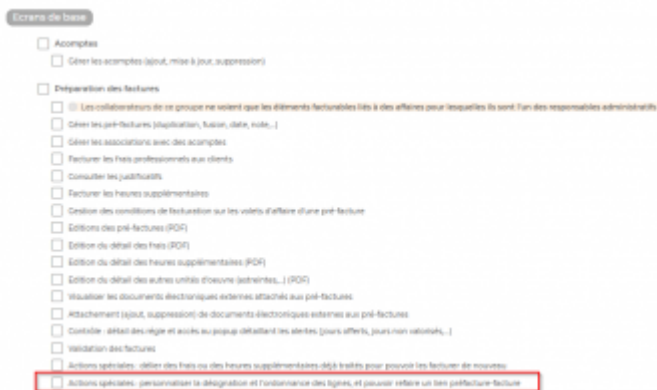 Ecrans de base
Acomptes
Gérer les acomptes (ajout, mise à jour, suppression)
Préparation des factures
Les collaborateurs de ce groupe ne voient que les éléments facturables liés à des affaires pour lesquelles ils sont l'un des responsables administratifs
Gérer les pré-factures (duplication, fusion, date, note,..)
Gérer les associations avec des acomptes
Facturer les frais professionnels aux clients
Consulter les justificatifs
Facturer les heures supplémentaires
Gestion des conditions de facturation sur les volets d'affaire d'une pré-facture
Editions des pré-factures (PDF)
Edition du détail des frais (PDF)
Edition du détail des heures supplémentaires (PDF)
Edition du détail des autres unités d'oeuvre (astreintes,..) (PDF)
Visualiser les documents électroniques externes attachés aux pré-factures
Attachement (ajout, suppression) de documents électroniques externes aux pré-factures
Contrôle : détail des régie et accès au popup détaillant les alertes (jours offerts, jours non valorisés,..)
Validation des factures
Actions spéciales : délier des frais ou des heures supplémentaires déjà traités pour pouvoir les facturer de nouveau
Actions spéciales : personnaliser la désignation et l'ordonnance des lignes, et pouvoir refaire un lien préfacture-facture